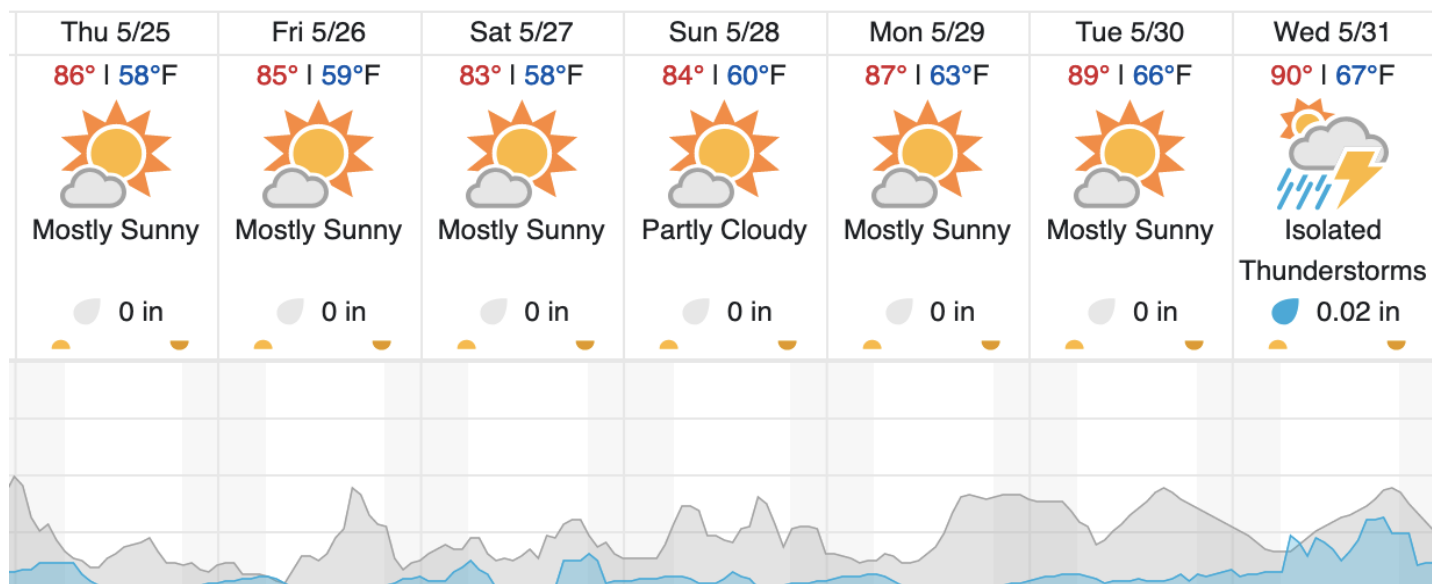 Thu 5/25 Fri 5/26 Sat 5/27 Sun 5/28 Mon 5/29 Tue 5/30 Wed 5/31
86° | 58°F 85° | 59°F 83° | 58°F 84° | 60°F 87° | 63°F 89° | 66°F 90° | 67°F
Mostly Sunny Mostly Sunny Mostly Sunny Partly Cloudy Mostly Sunny Mostly Sunny Isolated
Thunderstorms
0 in 0 in 0 in 0 in 0 in 0 in 0.02 in